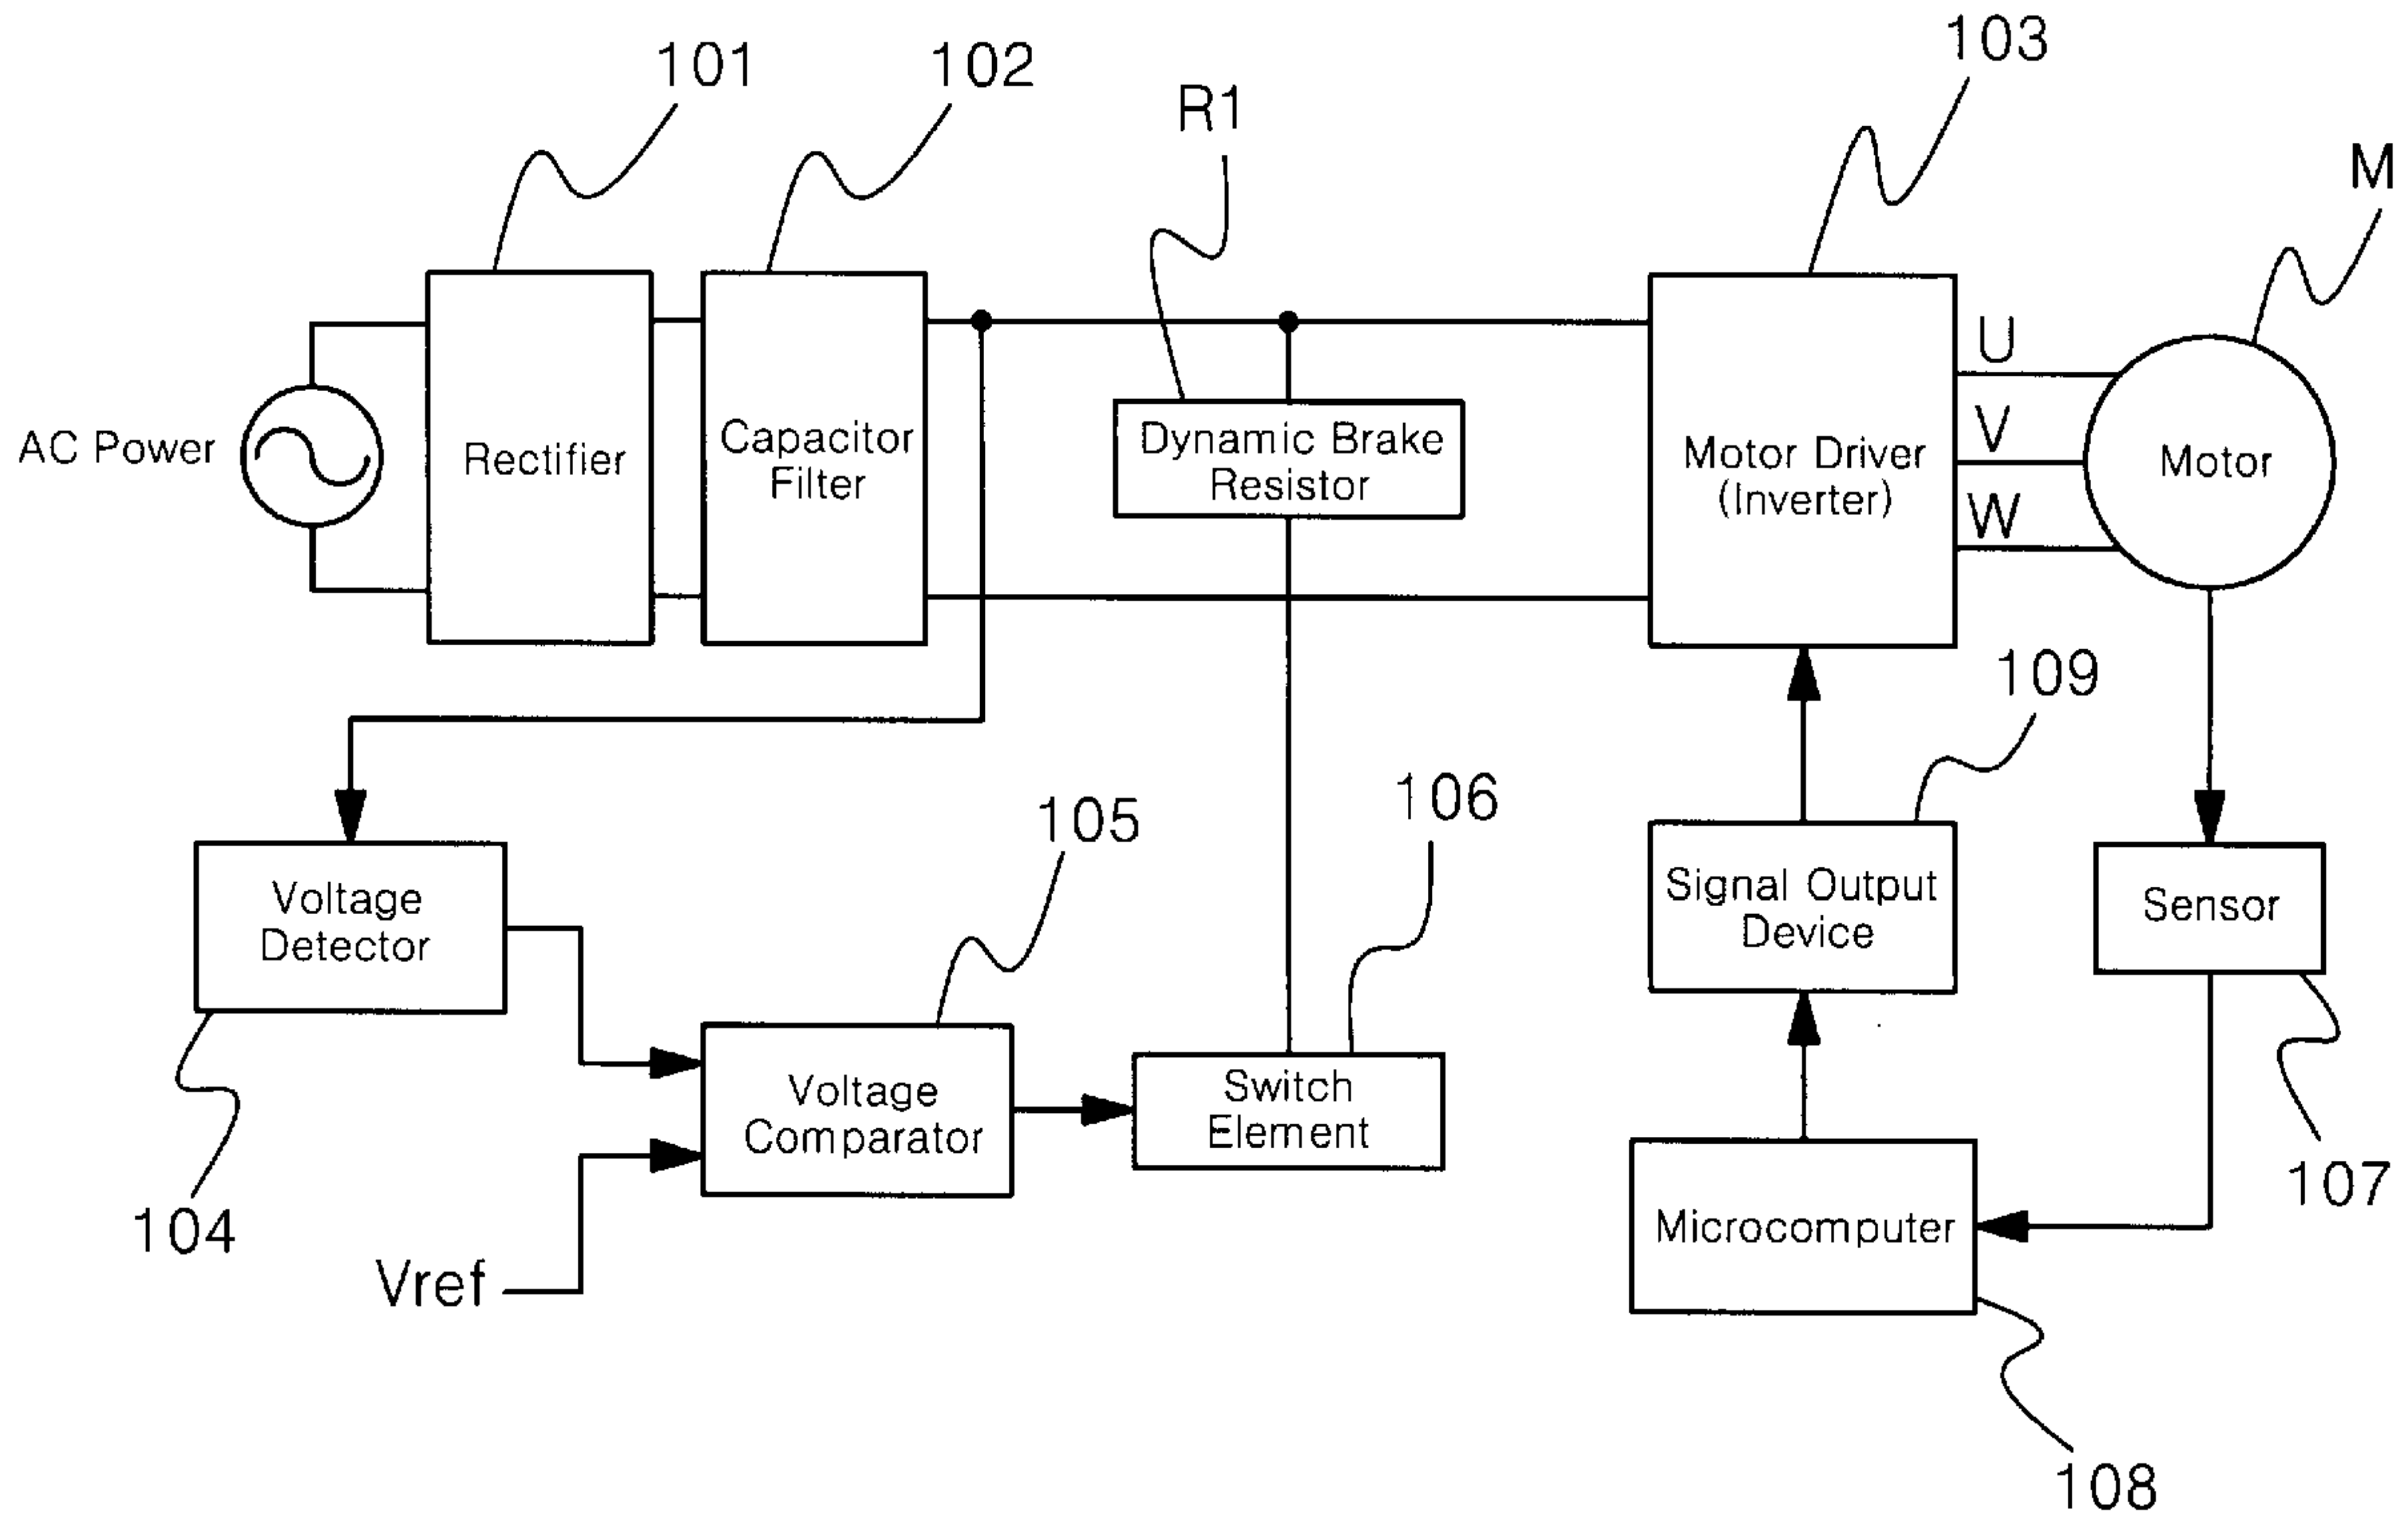 101
102
103
R1
M
AC Power
Rectifier
Capacitor
Filter
Dynamic Brake
Resistor
Motor Driver
(Inverter)
U
V
W
Motor
109
106
105
Voltage
Detector
Signal Output
Device
Sensor
Voltage
Comparator
Switch
Element
104
Vref
Microcomputer
107
108